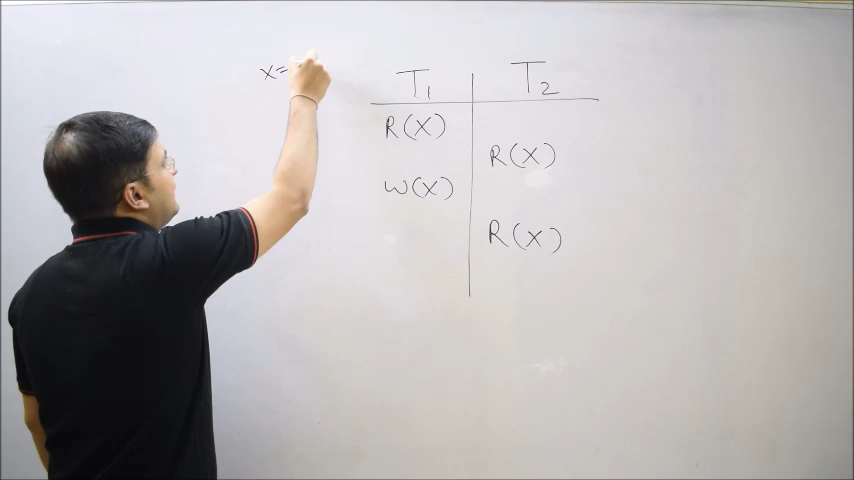 x=
T1 T2
R(X)
R(X)
W(X)
R(X)